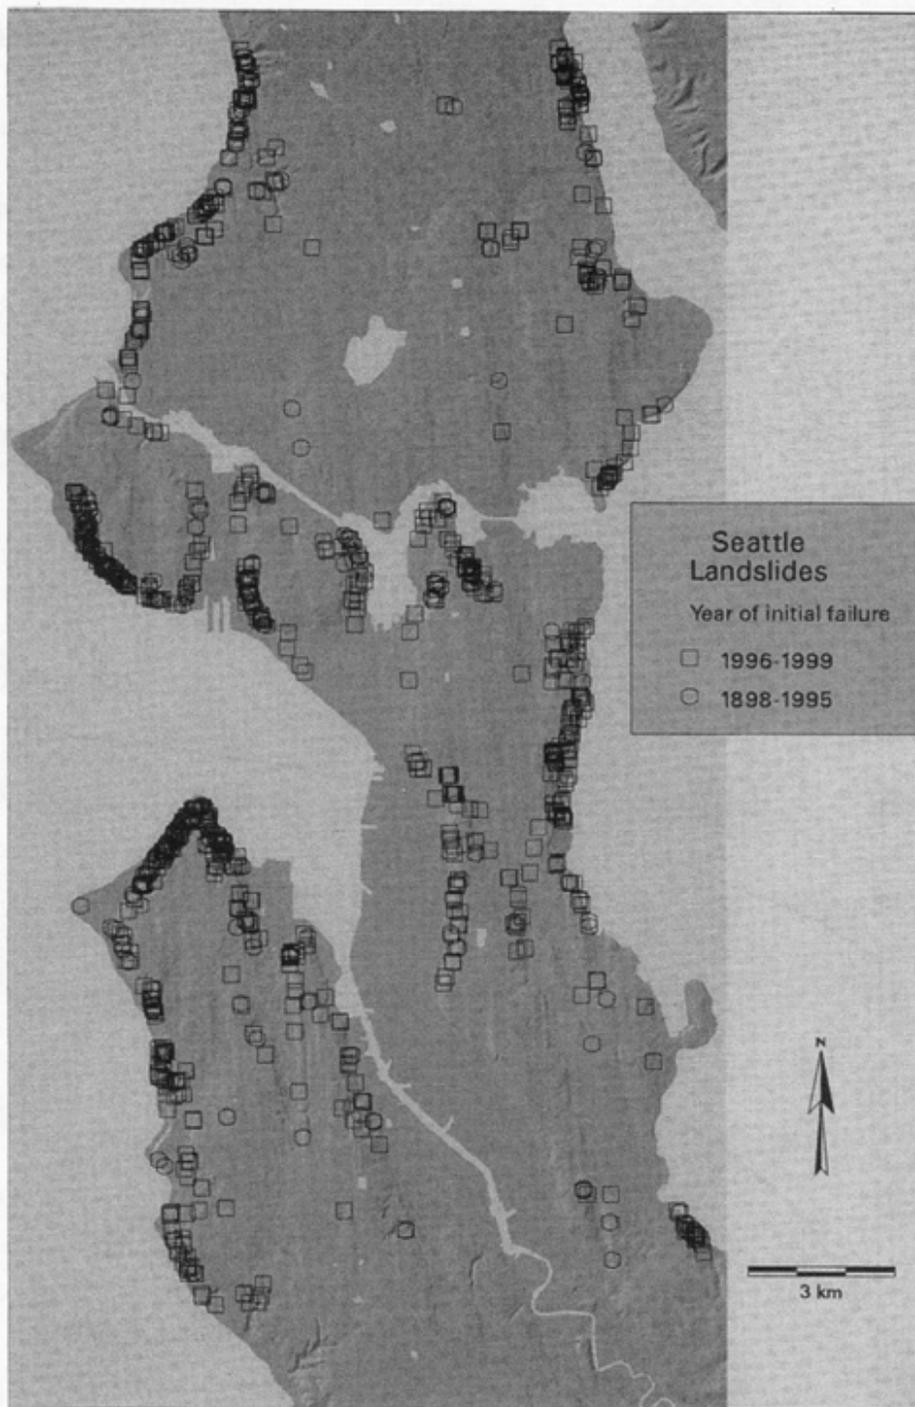 Seattle
Landslides
Year of initial failure
1996-1999
1898-1995
N
3 km